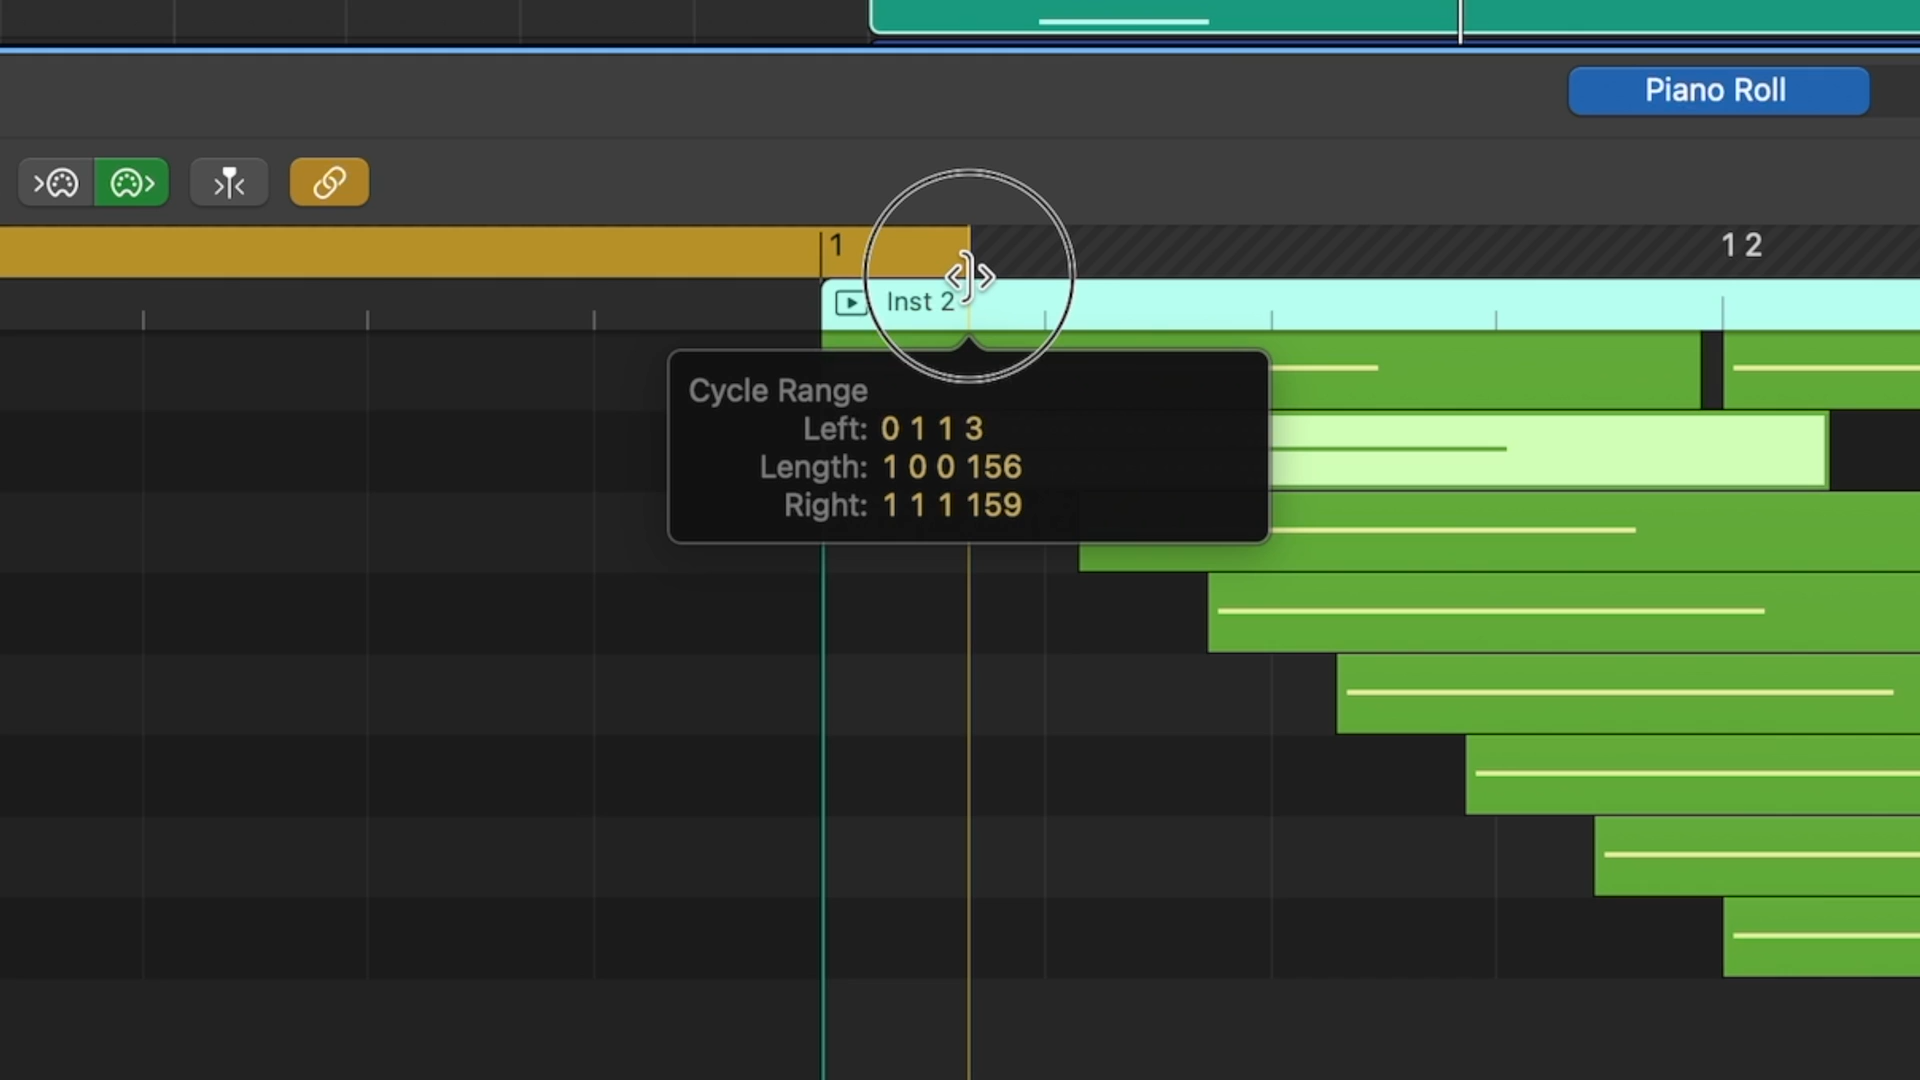 Piano Roll
1
1 2
Inst 2
Cycle Range
Left: 0 1 1 3
Length: 1 0 0 156
Right: 1 1 1 159